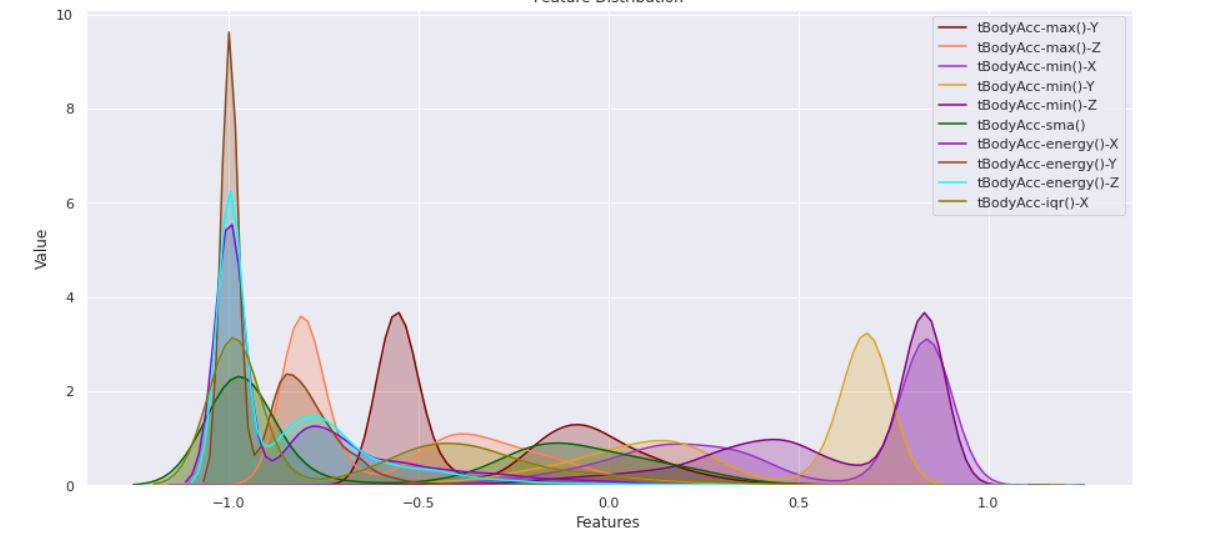 Feature Distribution
10
8
6
4
2
0
Value
−1.0
−0.5
0.0
0.5
1.0
Features
tBodyAcc-max()-Y
tBodyAcc-max()-Z
tBodyAcc-min()-X
tBodyAcc-min()-Y
tBodyAcc-min()-Z
tBodyAcc-sma()
tBodyAcc-energy()-X
tBodyAcc-energy()-Y
tBodyAcc-energy()-Z
tBodyAcc-iqr()-X